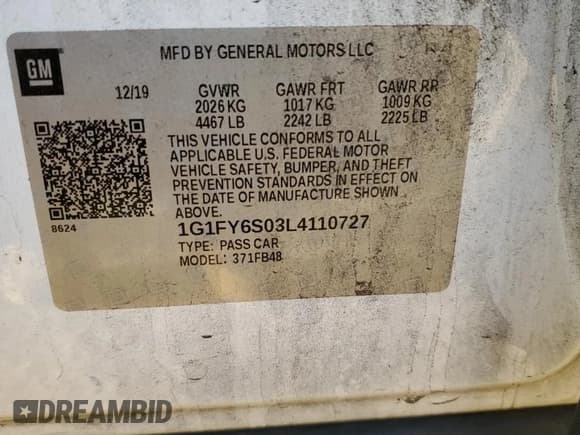 GM
MFD BY GENERAL MOTORS LLC
12/19 GVWR GAWR FRT GAWR RR
2026 KG 1017 KG 1009 KG
4467 LB 2242 LB 2225 LB
THIS VEHICLE CONFORMS TO ALL
APPLICABLE U.S. FEDERAL MOTOR
VEHICLE SAFETY, BUMPER, AND THEFT
PREVENTION STANDARDS IN EFFECT ON
THE DATE OF MANUFACTURE SHOWN
ABOVE.
8624
1G1FY6S03L4110727
TYPE: PASS CAR
MODEL: 371FB48
DREAMBID